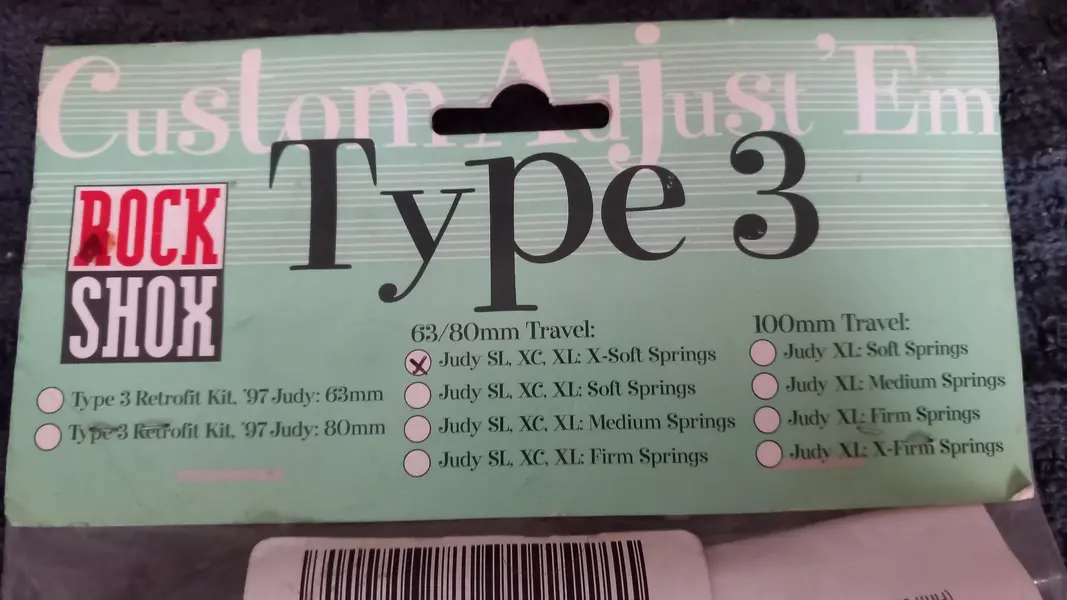 Custom Adjust 'Em
Type 3
ROCK
SHOX
Type 3 Retrofit Kit, '97 Judy: 63mm
Type 3 Retrofit Kit, '97 Judy: 80mm
63/80mm Travel:
Judy SL, XC, XL: X-Soft Springs
Judy SL, XC, XL: Soft Springs
Judy SL, XC, XL: Medium Springs
Judy SL, XC, XL: Firm Springs
100mm Travel:
Judy XL: Soft Springs
Judy XL: Medium Springs
Judy XL: Firm Springs
Judy XL: X-Firm Springs